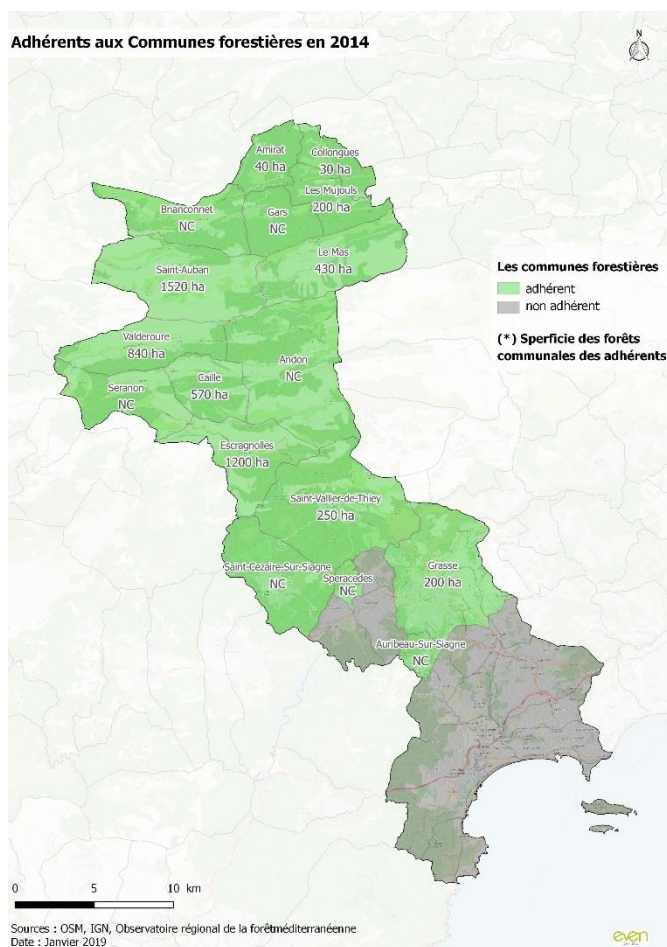 Adhérents aux Communes forestières en 2014
N
Amirat
40 ha
Collongues
30 ha
Les Mujouls
200 ha
Briançonnet
NC
Gars
NC
Le Mas
430 ha
Saint-Auban
1520 ha
Les communes forestières
adhérent
non adhérent
(*) Sperficie des forêts
communales des adhérents
Valderoure
840 ha
Andon
NC
Caille
570 ha
Seranon
NC
Escragnolles
1200 ha
Saint-Vallier-de-Thiey
250 ha
Saint-Cezaire-Sur-Siagne
NC
Speracedes
NC
Grasse
200 ha
Auribeau-Sur-Siagne
NC
0 5 10 km
Sources : OSM, IGN, Observatoire régional de la forêtméditerranéenne
Date : Janvier 2019
even